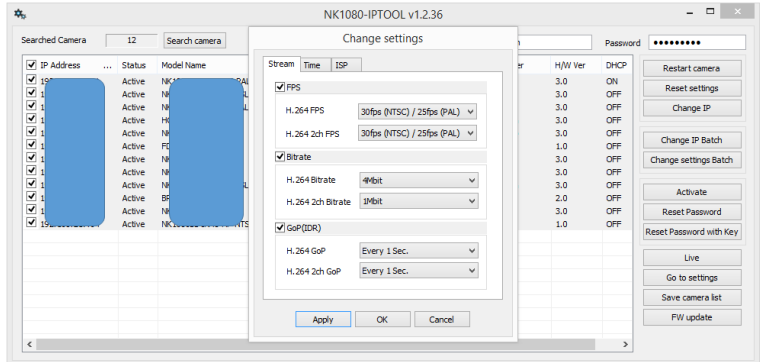 NK1080-IPTOOL v1.2.36
Searched Camera 12 Search camera Password •••••••••
Change settings
IP Address ... Status Model Name H/W Ver DHCP
Active 3.0 ON
Active 3.0 OFF
Active 3.0 OFF
Active 3.0 OFF
Active 3.0 OFF
Active 1.0 OFF
Active 3.0 OFF
Active 3.0 OFF
Active 3.0 OFF
Active 2.0 OFF
Active 3.0 OFF
Active 1.0 OFF
Stream Time ISP
FPS
H.264 FPS 30fps (NTSC) / 25fps (PAL)
H.264 2ch FPS 30fps (NTSC) / 25fps (PAL)
Bitrate
H.264 Bitrate 4Mbit
H.264 2ch Bitrate 1Mbit
GoP(IDR)
H.264 GoP Every 1 Sec.
H.264 2ch GoP Every 1 Sec.
Apply OK Cancel
Restart camera
Reset settings
Change IP
Change IP Batch
Change settings Batch
Activate
Reset Password
Reset Password with Key
Live
Go to settings
Save camera list
FW update